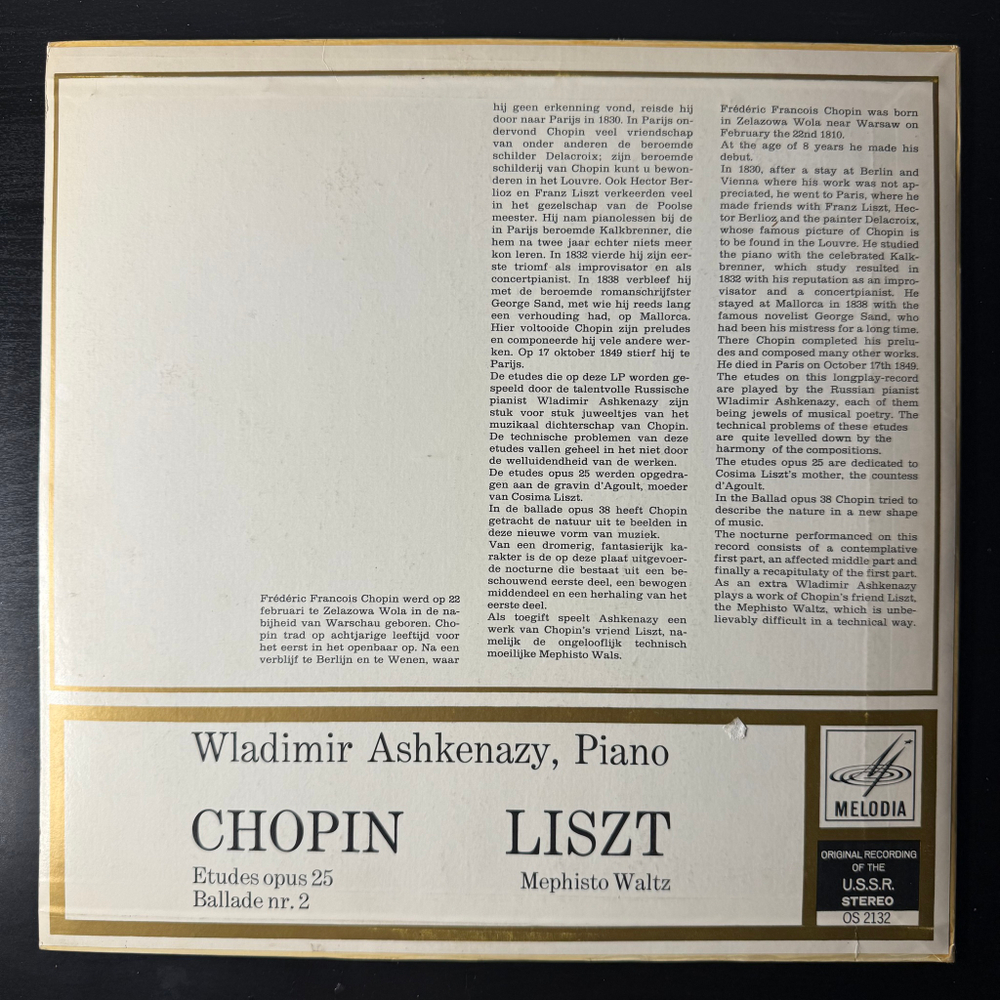 Frédéric Francois Chopin werd op 22
februari te Zelazowa Wola in de na-
bijheid van Warschau geboren. Cho-
pin trad op achtjarige leeftijd voor
het eerst in het openbaar op. Na een
verblijf te Berlijn en te Wenen, waar
hij geen erkenning vond, reisde hij
door naar Parijs in 1830. In Parijs on-
dervond Chopin veel vriendschap
van onder anderen de beroemde
schilder Delacroix; zijn beroemde
schilderij van Chopin kunt u bewon-
deren in het Louvre. Ook Hector Ber-
lioz en Franz Liszt verkeerden veel
in het gezelschap van de Poolse
meester. Hij nam pianolessen bij de
in Parijs beroemde Kalkbrenner, die
hem na twee jaar echter niets meer
kon leren. In 1832 vierde hij zijn eer-
ste triomf als improvisator en als
concertpianist. In 1838 verbleef hij
met de beroemde romanschrijfster
George Sand, met wie hij reeds lang
een verhouding had, op Mallorca.
Hier voltooide Chopin zijn preludes
en componeerde hij vele andere wer-
ken. Op 17 oktober 1849 stierf hij te
Parijs.
De etudes die op deze LP worden ge-
speeld door de talentvolle Russische
pianist Wladimir Ashkenazy zijn
stuk voor stuk juweeltjes van het
muzikaal dichterschap van Chopin.
De technische problemen van deze
etudes vallen geheel in het niet door
de welluidendheid van de werken.
De etudes opus 25 werden opgedra-
gen aan de gravin d'Agoult, moeder
van Cosima Liszt.
In de ballade opus 38 heeft Chopin
getracht de natuur uit te beelden in
deze nieuwe vorm van muziek.
Van een dromerig, fantasierijk ka-
rakter is de op deze plaat uitgevoer-
de nocturne die bestaat uit een be-
schouwend eerste deel, een bewogen
middendeel en een herhaling van het
eerste deel.
Als toegift speelt Ashkenazy een
werk van Chopin's vriend Liszt, na-
melijk de ongelooflijk technisch
moeilijke Mephisto Wals.
Frédéric Francois Chopin was born
in Zelazowa Wola near Warsaw on
February the 22nd 1810.
At the age of 8 years he made his
debut.
In 1830, after a stay at Berlin and
Vienna where his work was not ap-
preciated, he went to Paris, where he
made friends with Franz Liszt, Hec-
tor Berlioz and the painter Delacroix,
whose famous picture of Chopin is
to be found in the Louvre. He studied
the piano with the celebrated Kalk-
brenner, which study resulted in
1832 with his reputation as an impro-
visator and a concertpianist. He
stayed at Mallorca in 1838 with the
famous novelist George Sand, who
had been his mistress for a long time.
There Chopin completed his prelu-
des and composed many other works.
He died in Paris on October 17th 1849.
The etudes on this longplay-record
are played by the Russian pianist
Wladimir Ashkenazy, each of them
being jewels of musical poetry. The
technical problems of these etudes
are quite levelled down by the
harmony of the compositions.
The etudes opus 25 are dedicated to
Cosima Liszt's mother, the countess
d'Agoult.
In the Ballad opus 38 Chopin tried to
describe the nature in a new shape
of music.
The nocturne performanced on this
record consists of a contemplative
first part, an affected middle part and
finally a recapitulaty of the first part.
As an extra Wladimir Ashkenazy
plays a work of Chopin's friend Liszt,
the Mephisto Waltz, which is unbe-
lievably difficult in a technical way.
Wladimir Ashkenazy, Piano
CHOPIN
Etudes opus 25
Ballade nr. 2
LISZT
Mephisto Waltz
MELODIA
ORIGINAL RECORDING
OF THE
U.S.S.R.
STEREO
OS 2132